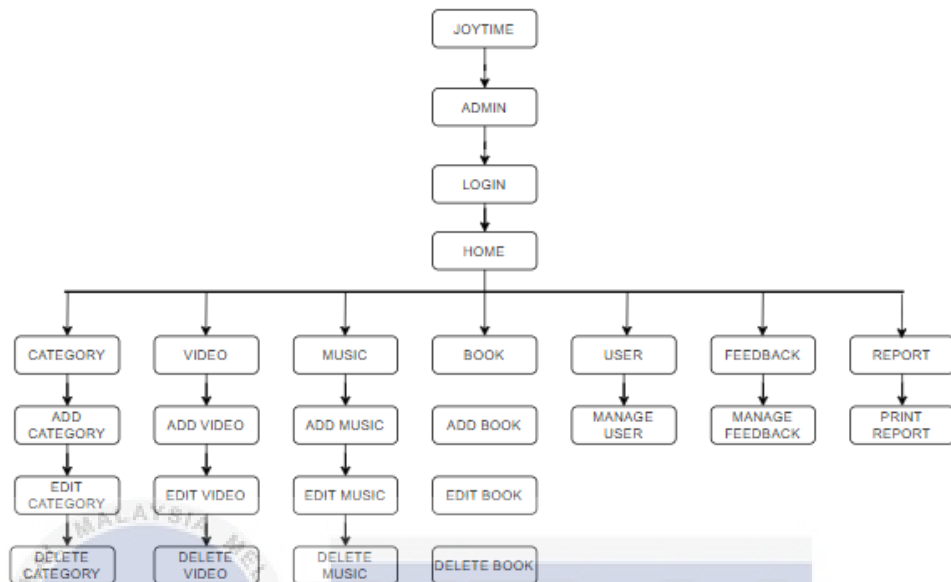 JOYTIME
ADMIN
LOGIN
HOME
CATEGORY
VIDEO
MUSIC
BOOK
USER
FEEDBACK
REPORT
ADD
CATEGORY
ADD VIDEO
ADD MUSIC
ADD BOOK
MANAGE
USER
MANAGE
FEEDBACK
PRINT
REPORT
EDIT
CATEGORY
EDIT VIDEO
EDIT MUSIC
EDIT BOOK
DELETE
CATEGORY
DELETE
VIDEO
DELETE
MUSIC
DELETE BOOK
MALAYSIA